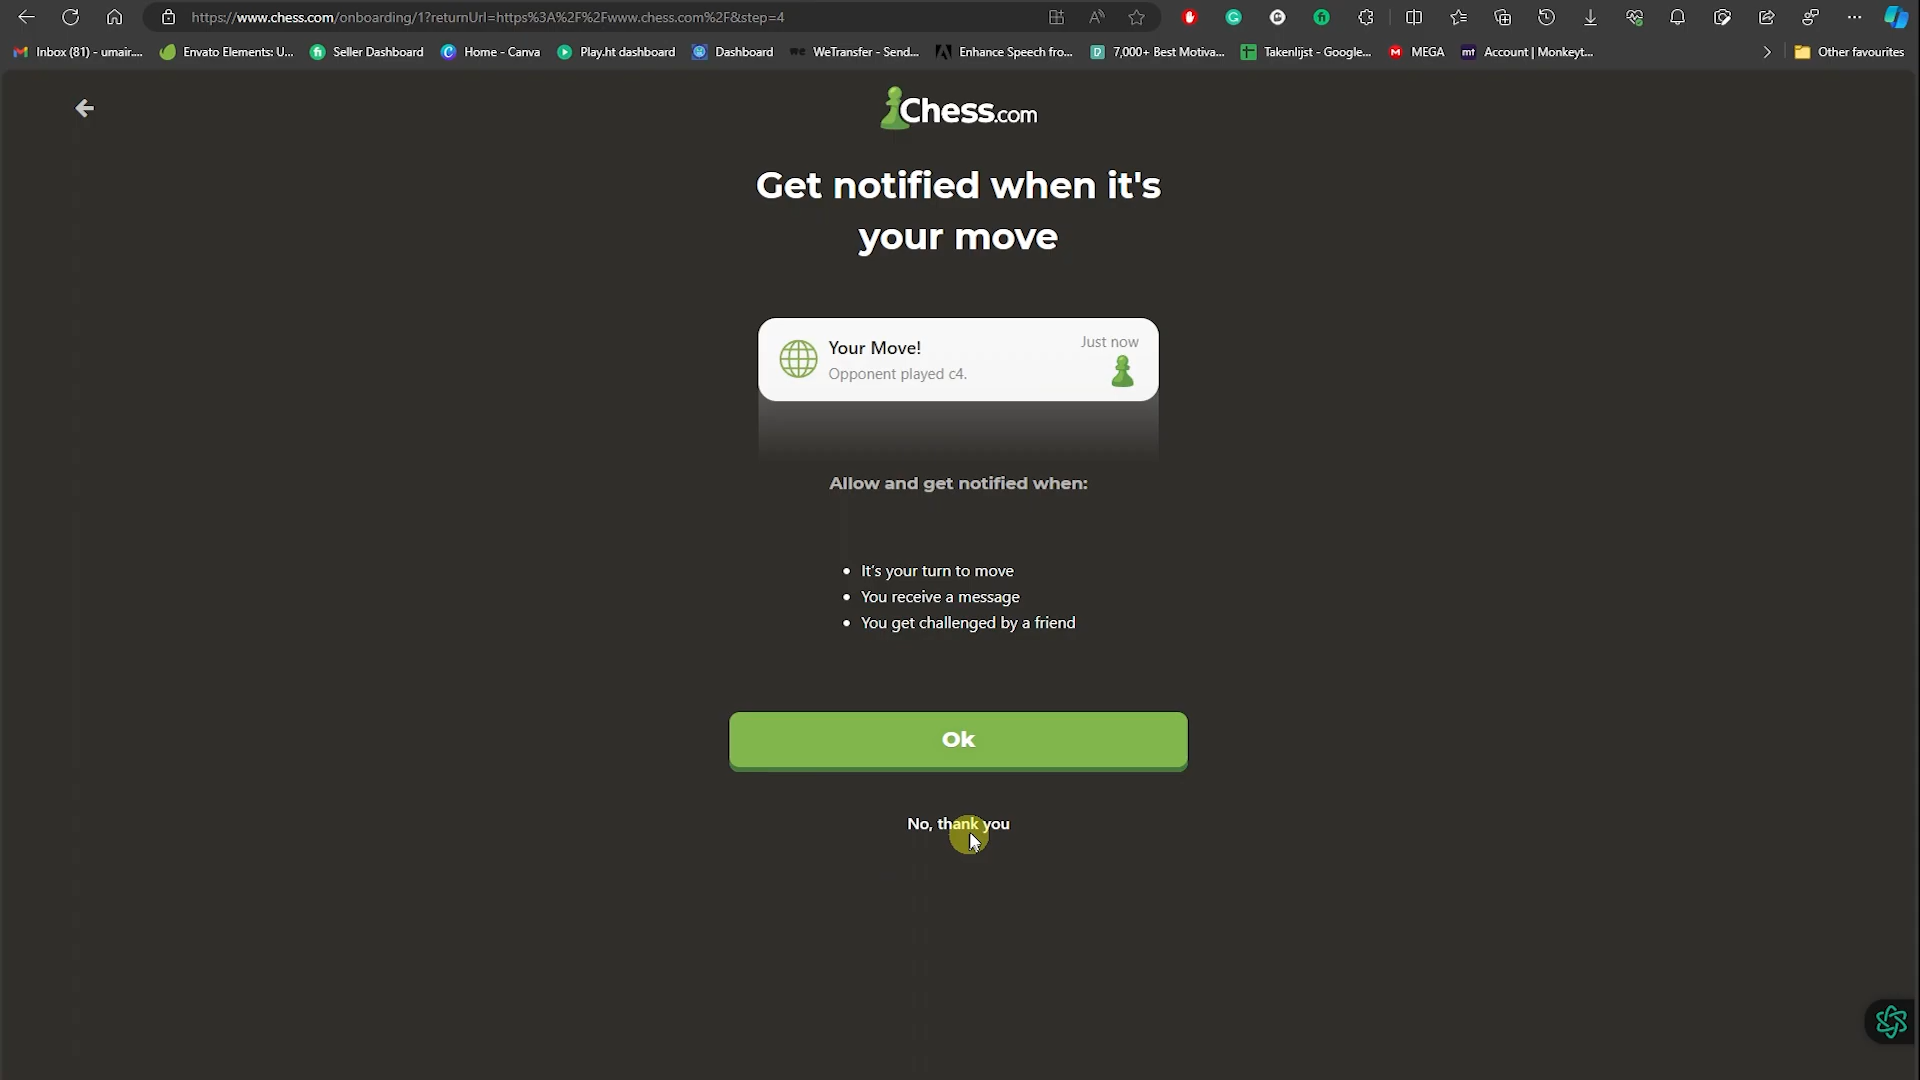 https://www.chess.com/onboarding/1?returnUrl=https%3A%2F%2Fwww.chess.com%2F&step=4
Inbox (81) - umair....
Envato Elements: U...
Seller Dashboard
Home - Canva
Play.ht dashboard
Dashboard
we WeTransfer - Send...
Enhance Speech fro...
7,000+ Best Motiva...
Takenlijst - Google...
MEGA
mt Account | Monkeyt...
Other favourites
Chess.com
Get notified when it's
your move
Your Move!
Just now
Opponent played c4.
Allow and get notified when:
• It's your turn to move
• You receive a message
• You get challenged by a friend
Ok
No, thank you